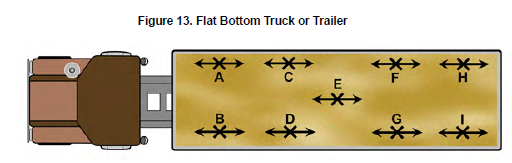 Figure 13. Flat Bottom Truck or Trailer
A C F H
E
B D G I